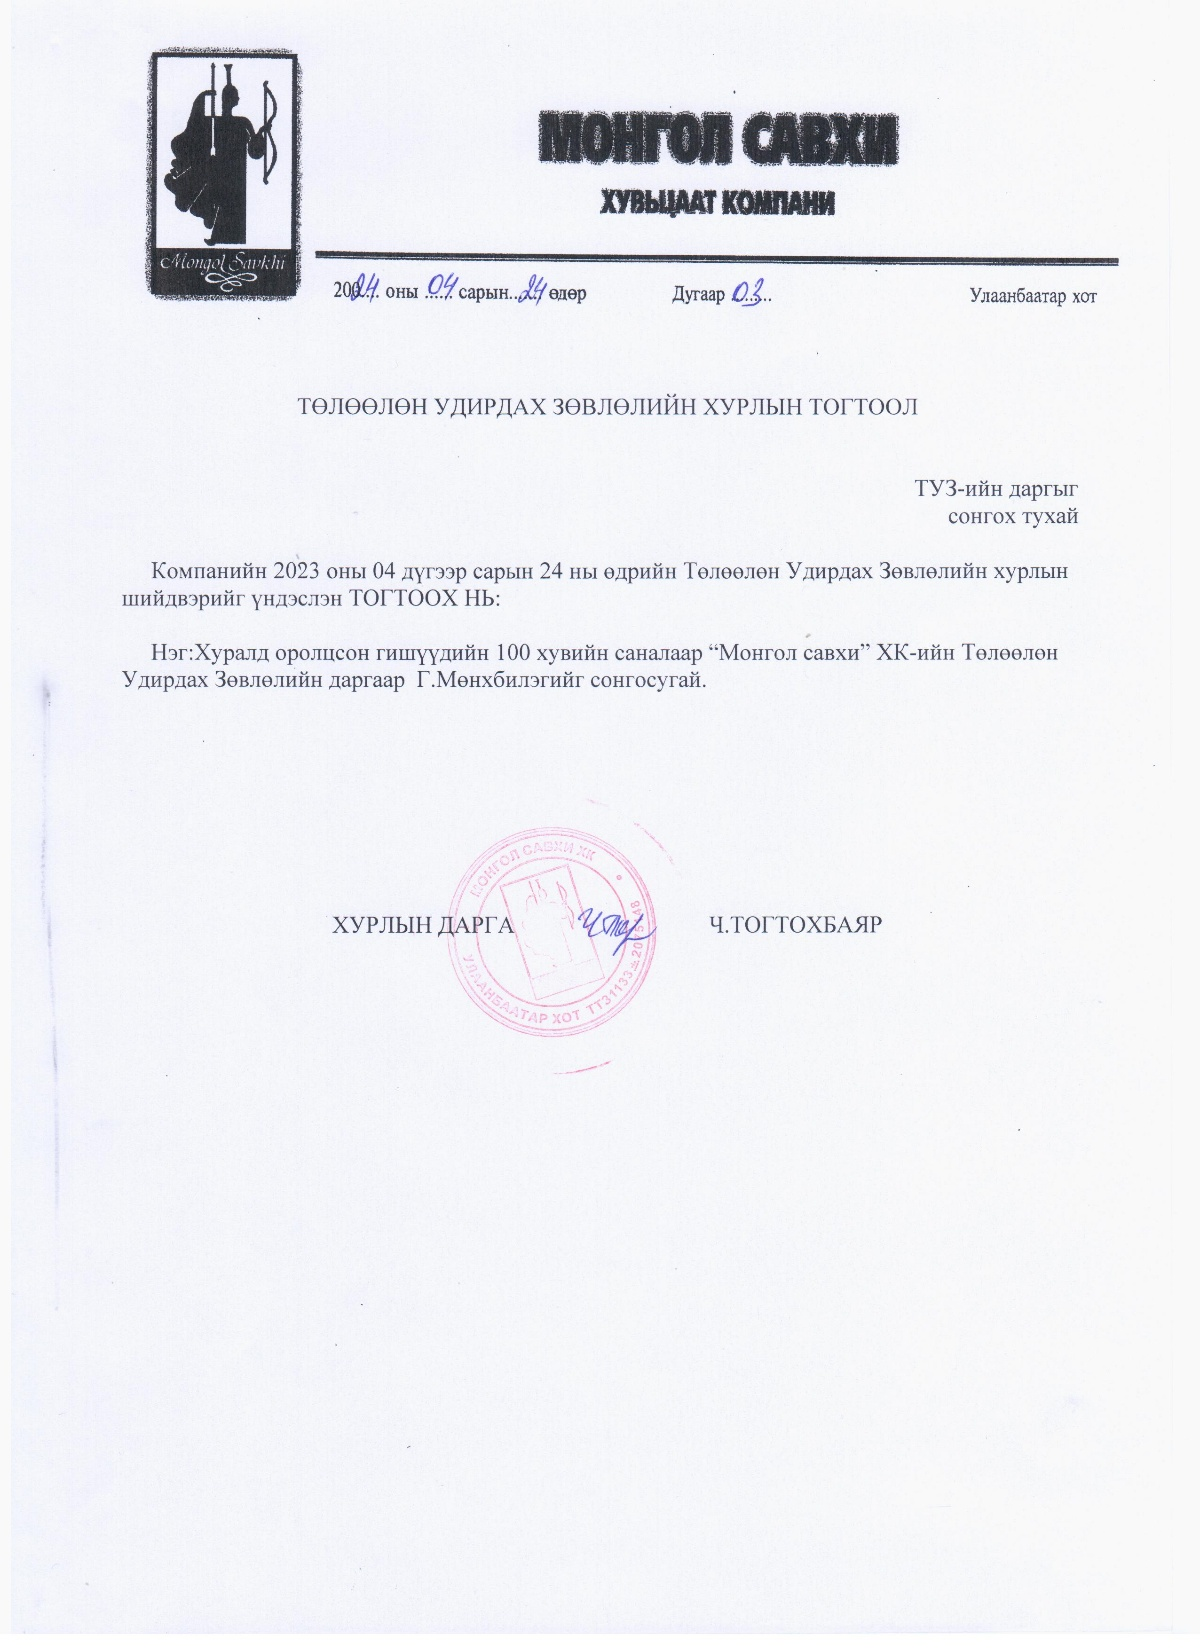 МОНГОЛ САВХИ
ХУВЬЦААТ КОМПАНИ
Mongol Savkhi
2024 оны 04 сарын 24 өдөр Дугаар 03 Улаанбаатар хот
ТӨЛӨӨЛӨН УДИРДАХ ЗӨВЛӨЛИЙН ХУРЛЫН ТОГТООЛ
ТУЗ-ийн даргыг
сонгох тухай
Компанийн 2023 оны 04 дүгээр сарын 24 ны өдрийн Төлөөлөн Удирдах Зөвлөлийн хурлын
шийдвэрийг үндэслэн ТОГТООХ НЬ:
Нэг:Хуралд оролцсон гишүүдийн 100 хувийн саналаар “Монгол савхи” ХК-ийн Төлөөлөн
Удирдах Зөвлөлийн даргаар Г.Мөнхбилэгийг сонгосугай.
МОНГОЛ САВХИ ХК
ХУРЛЫН ДАРГА Ч.ТОГТОХБАЯР
УЛААНБААТАР ХОТ